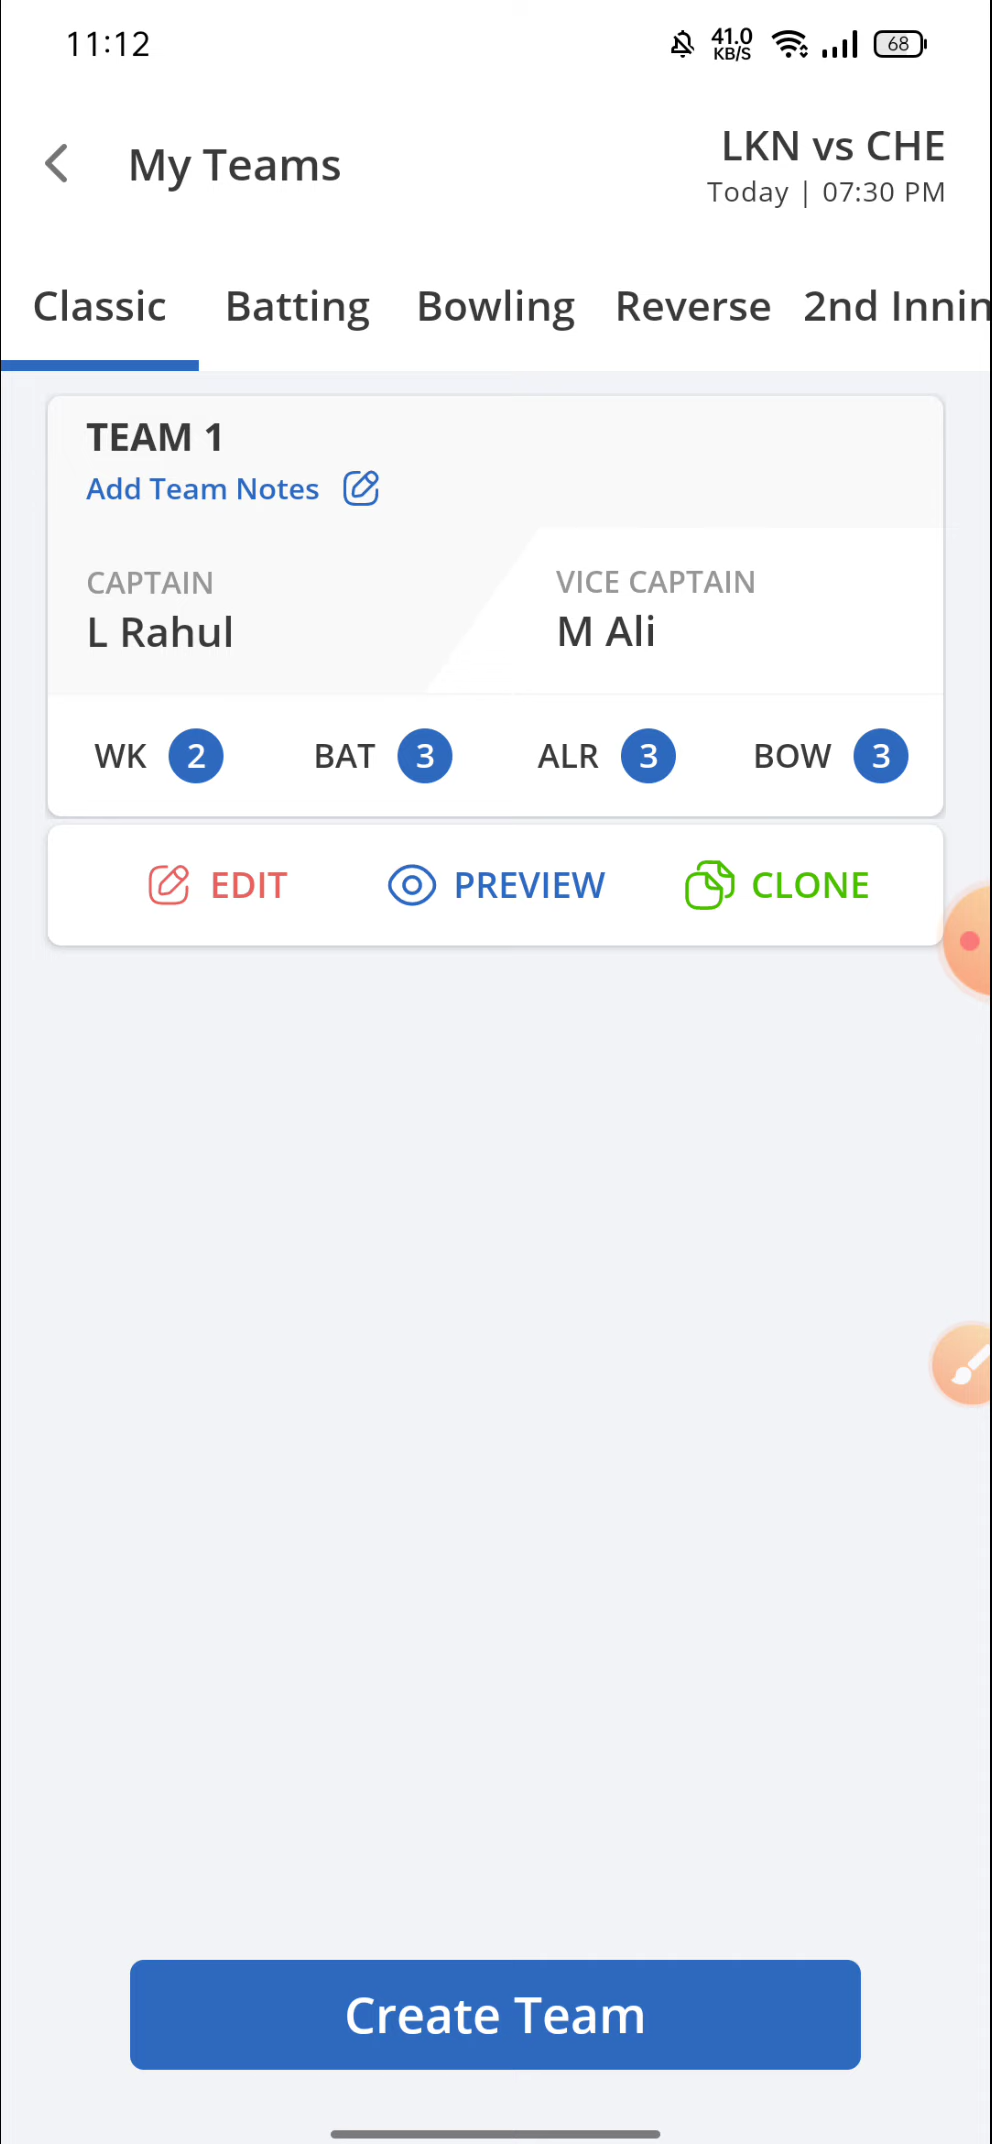 11:12
41.0
KB/S
68
My Teams
LKN vs CHE
Today | 07:30 PM
Classic Batting Bowling Reverse 2nd Innin
TEAM 1
Add Team Notes
CAPTAIN
L Rahul
VICE CAPTAIN
M Ali
WK 2 BAT 3 ALR 3 BOW 3
EDIT PREVIEW CLONE
Create Team